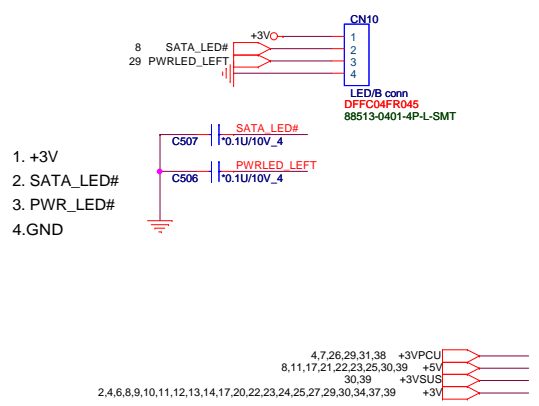 CN10
+3V
1
8 SATA_LED#
2
29 PWRLED_LEFT
3
4
LED/B conn
DFFC04FR045
88513-0401-4P-L-SMT
SATA_LED#
C507 *0.1U/10V_4
PWRLED_LEFT
C506 *0.1U/10V_4
1. +3V
2. SATA_LED#
3. PWR_LED#
4.GND
4,7,26,29,31,38 +3VPCU
8,11,17,21,22,23,25,30,39 +5V
30,39 +3VSUS
2,4,6,8,9,10,11,12,13,14,17,20,22,23,24,25,27,29,30,34,37,39 +3V